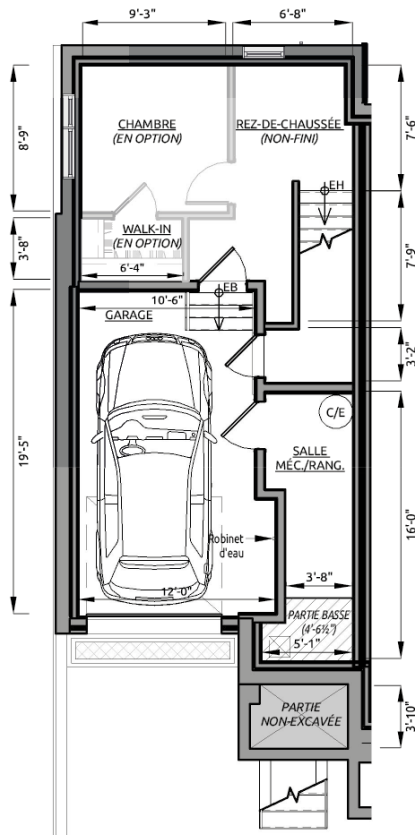 9'-3"
6'-8"
8'-9"
CHAMBRE
(EN OPTION)
REZ-DE-CHAUSSÉE
(NON-FINI)
7'-6"
EH
3'-8"
WALK-IN
(EN OPTION)
6'-4"
7'-9"
EB
10'-6"
GARAGE
3'-2"
19'-5"
C/E
SALLE
MÉC./RANG.
16'-0"
Robinet
d'eau
3'-8"
12'-0"
PARTIE BASSE
(4'-6½")
5'-1"
PARTIE
NON-EXCAVÉE
3'-10"